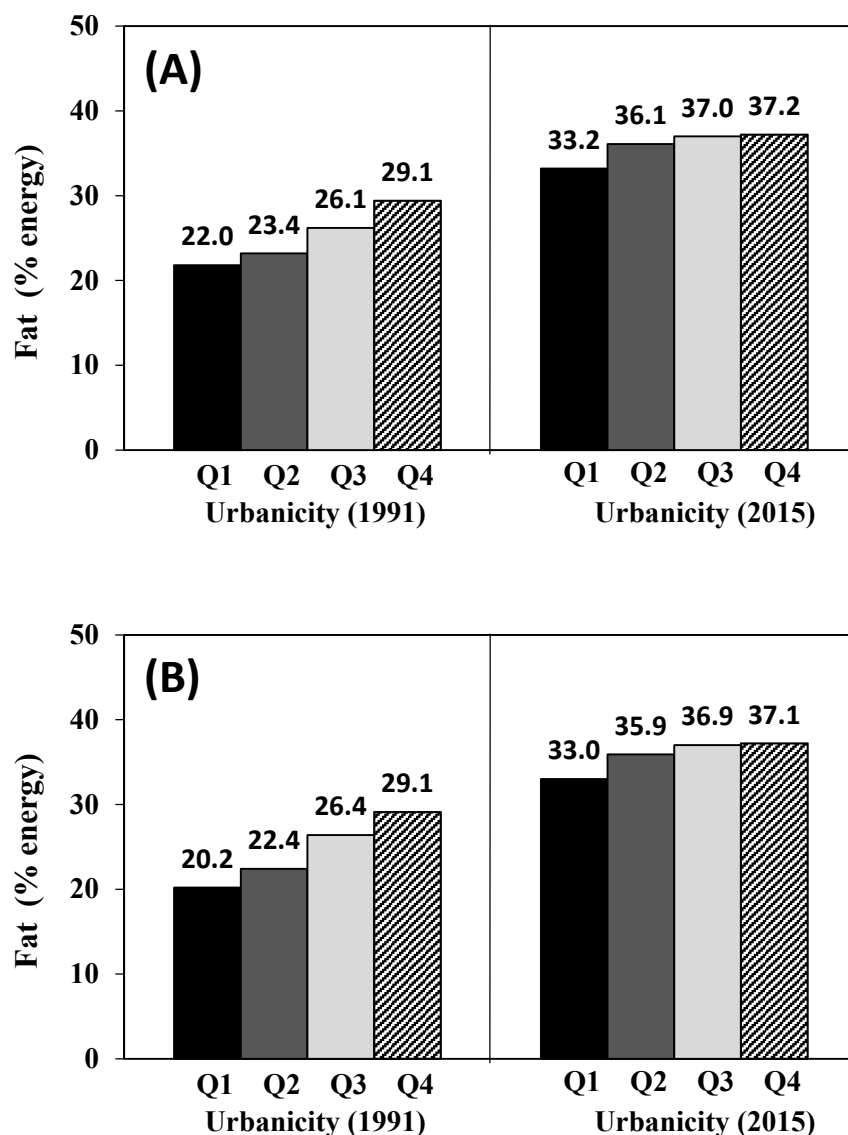 (A)
Fat (% energy)
50
40
30
20
10
0
22.0 23.4 26.1 29.1
33.2 36.1 37.0 37.2
Q1 Q2 Q3 Q4
Urbanicity (1991)
Q1 Q2 Q3 Q4
Urbanicity (2015)
(B)
Fat (% energy)
50
40
30
20
10
0
20.2 22.4 26.4 29.1
33.0 35.9 36.9 37.1
Q1 Q2 Q3 Q4
Urbanicity (1991)
Q1 Q2 Q3 Q4
Urbanicity (2015)